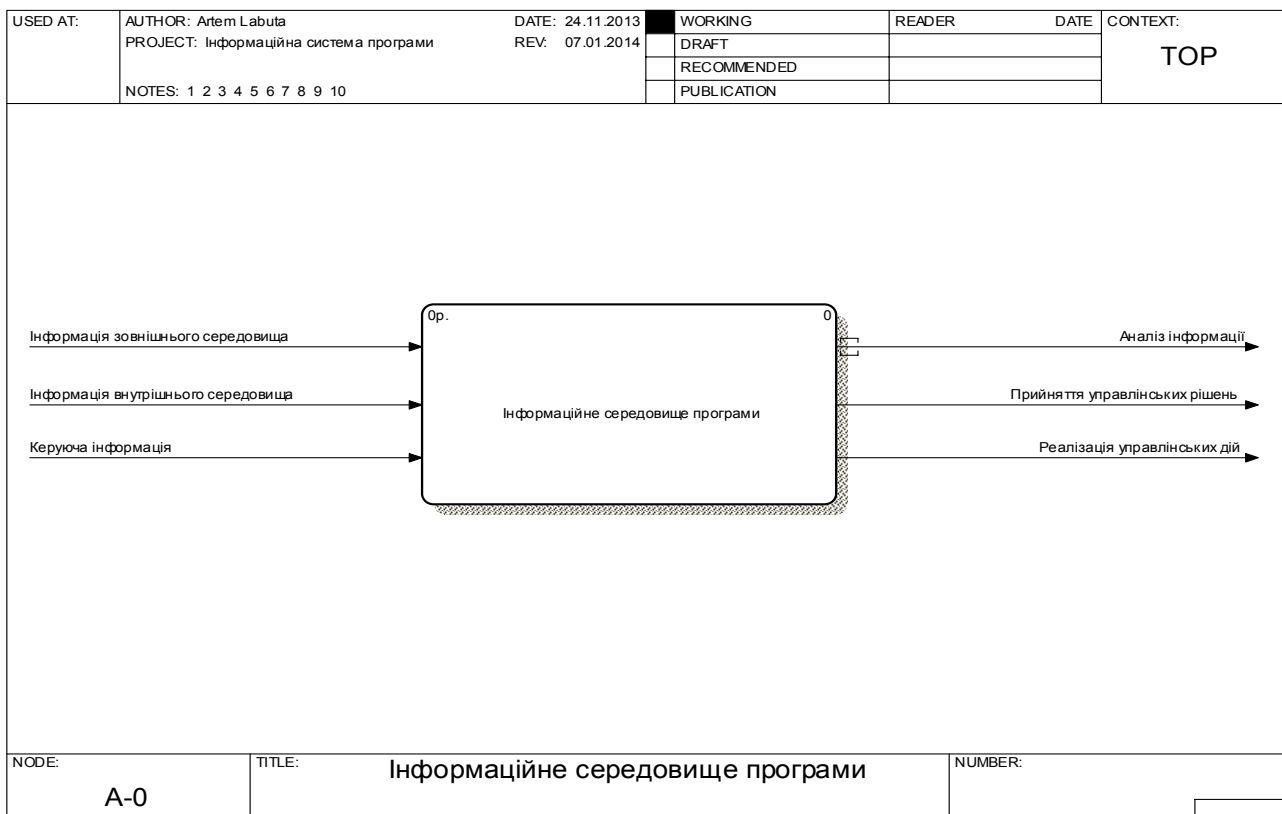 USED AT: AUTHOR: Artem Labuta DATE: 24.11.2013 WORKING READER DATE CONTEXT:
PROJECT: Інформаційна система програми REV: 07.01.2014 DRAFT
TOP
RECOMMENDED
NOTES: 1 2 3 4 5 6 7 8 9 10 PUBLICATION
0р. 0
Інформація зовнішнього середовища
Аналіз інформації
Інформація внутрішнього середовища
Прийняття управлінських рішень
Інформаційне середовище програми
Керуюча інформація
Реалізація управлінських дій
NODE: TITLE: Інформаційне середовище програми NUMBER:
A-0